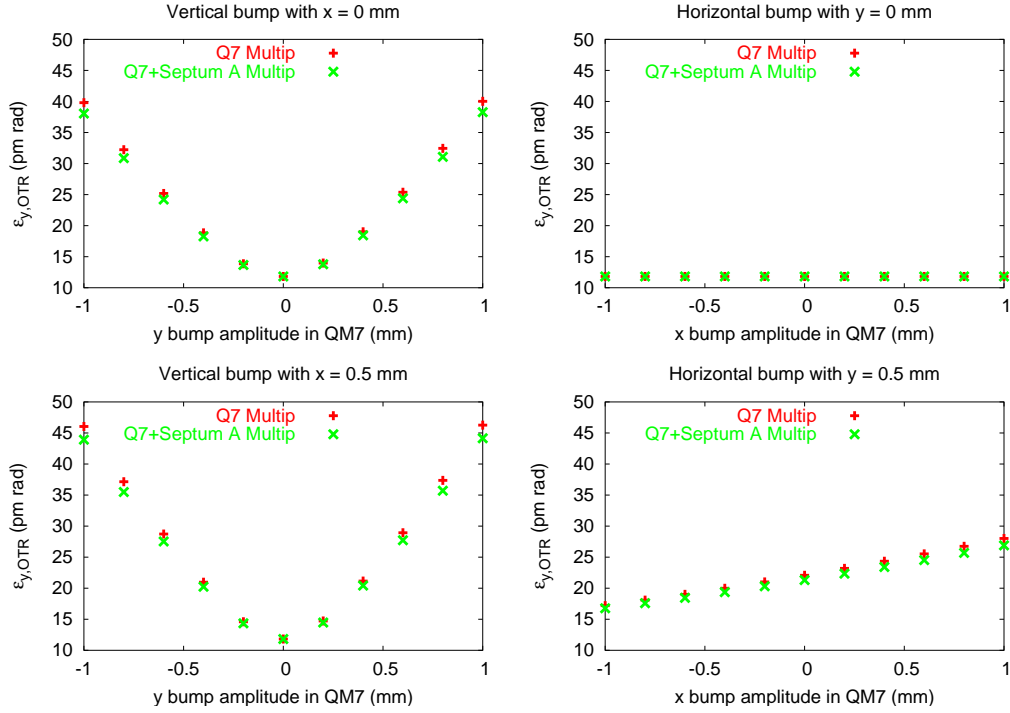 Vertical bump with x = 0 mm
Q7 Multip
Q7+Septum A Multip
50
45
40
35
30
25
20
15
10
εy,OTR (pm rad)
-1 -0.5 0 0.5 1
y bump amplitude in QM7 (mm)
Horizontal bump with y = 0 mm
Q7 Multip
Q7+Septum A Multip
50
45
40
35
30
25
20
15
10
εy,OTR (pm rad)
-1 -0.5 0 0.5 1
x bump amplitude in QM7 (mm)
Vertical bump with x = 0.5 mm
Q7 Multip
Q7+Septum A Multip
50
45
40
35
30
25
20
15
10
εy,OTR (pm rad)
-1 -0.5 0 0.5 1
y bump amplitude in QM7 (mm)
Horizontal bump with y = 0.5 mm
Q7 Multip
Q7+Septum A Multip
50
45
40
35
30
25
20
15
10
εy,OTR (pm rad)
-1 -0.5 0 0.5 1
x bump amplitude in QM7 (mm)